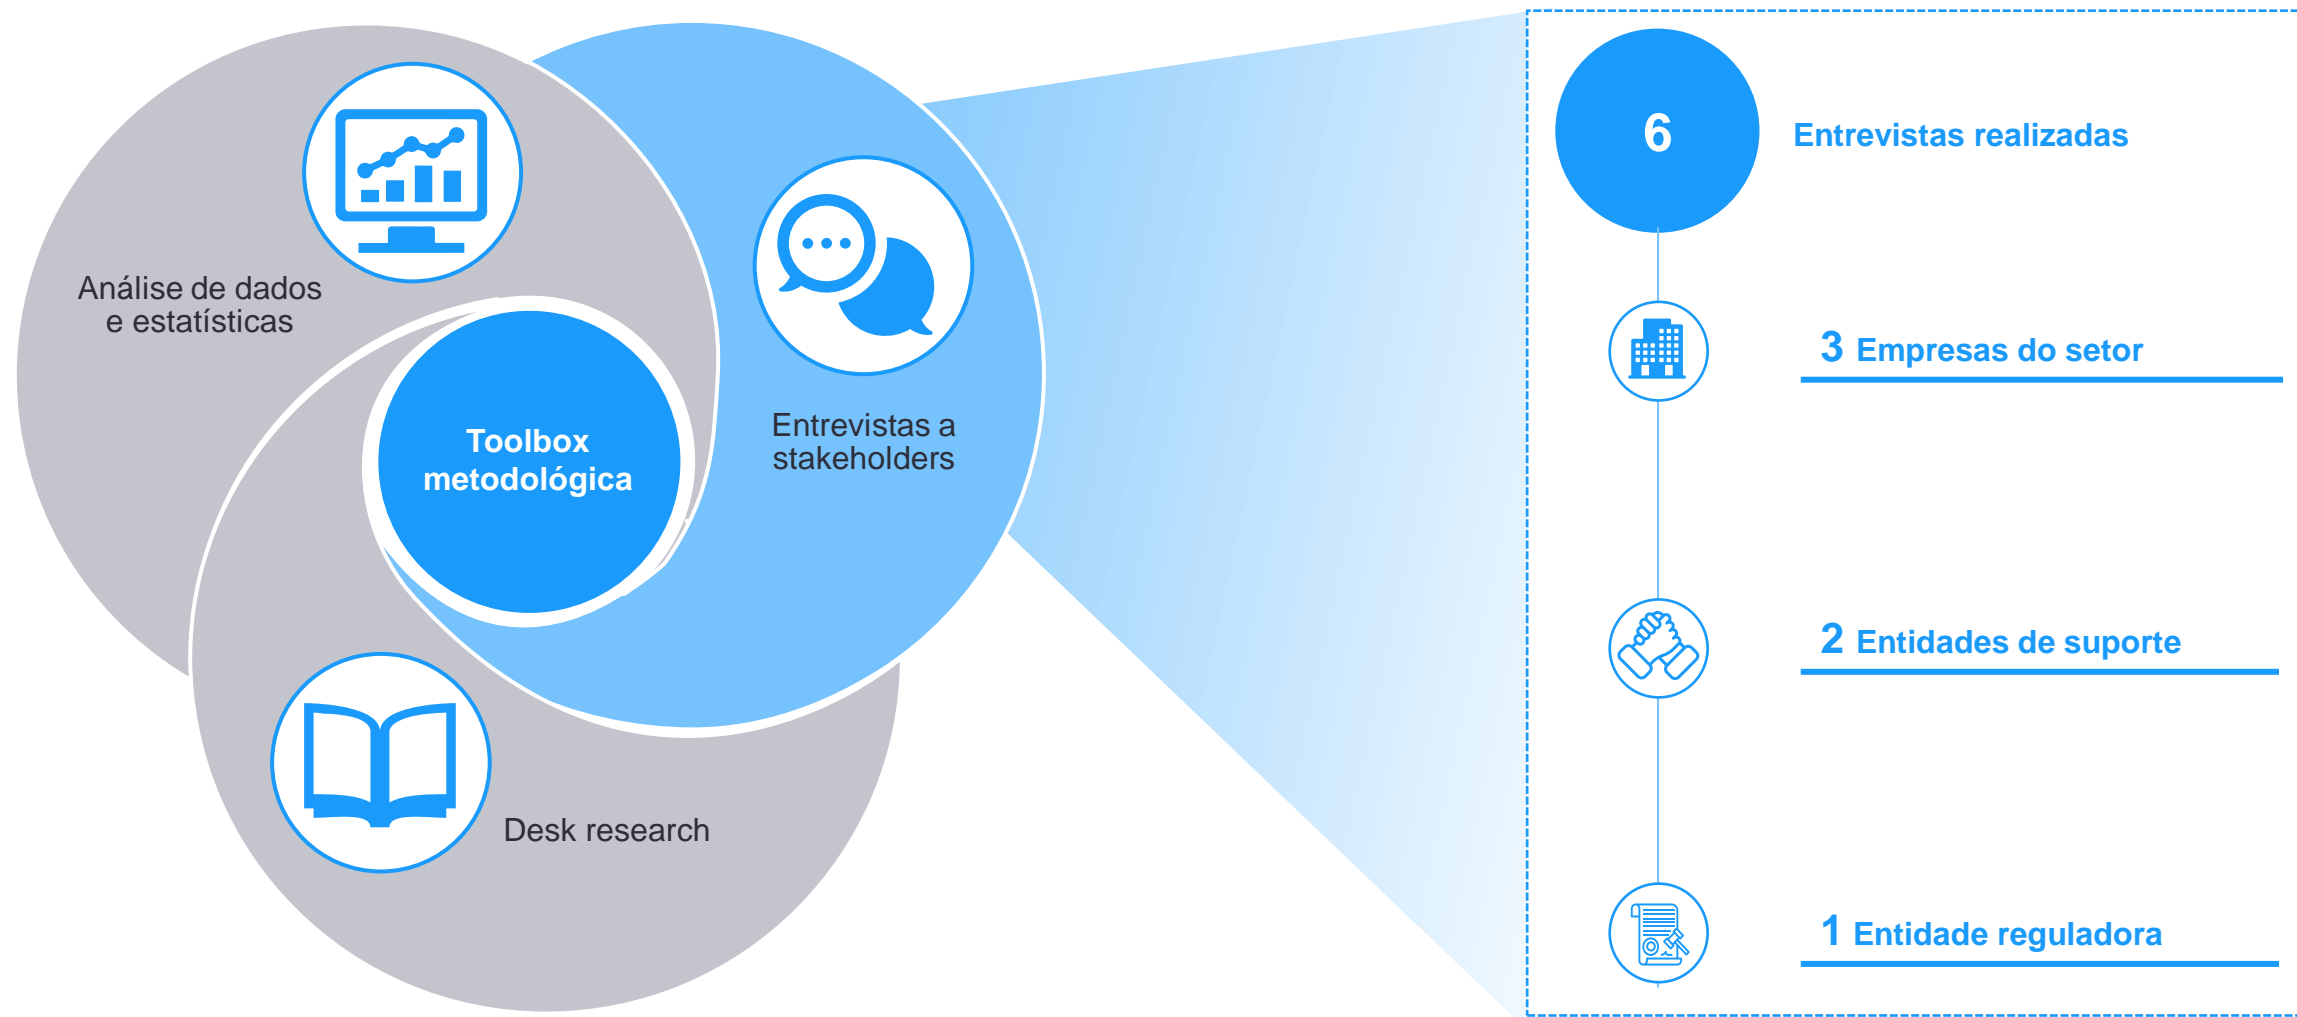 Análise de dados
e estatísticas
Toolbox
metodológica
Entrevistas a
stakeholders
Desk research
6
Entrevistas realizadas
3 Empresas do setor
2 Entidades de suporte
1 Entidade reguladora